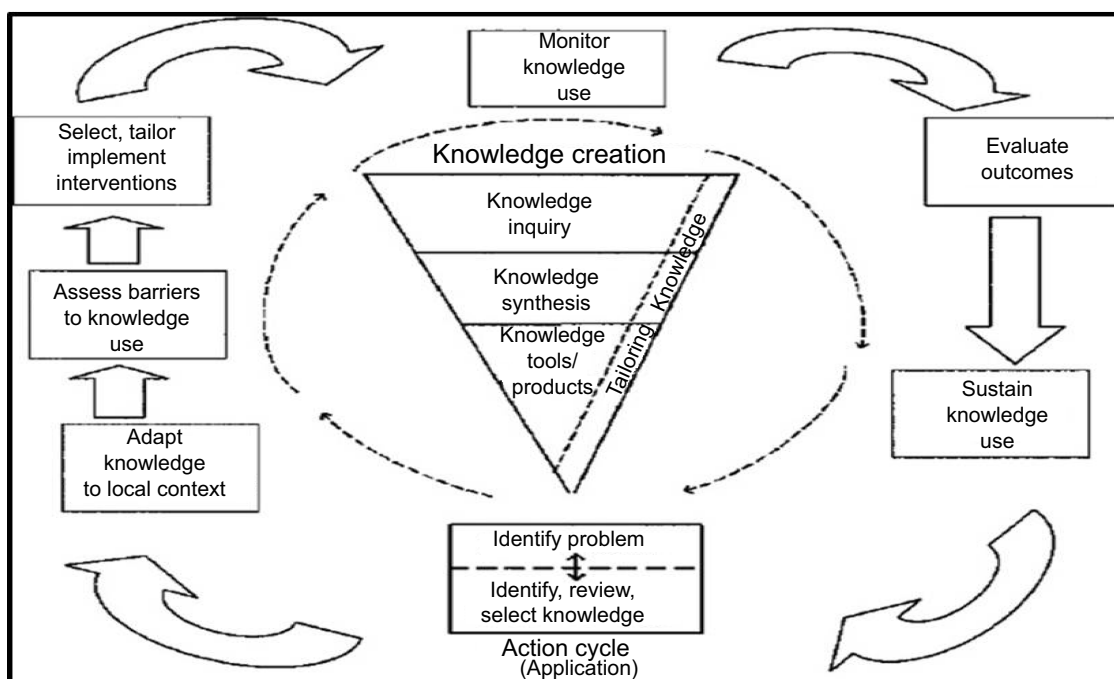 Monitor
knowledge
use
Select, tailor
implement
interventions
Evaluate
outcomes
Knowledge creation
Knowledge
inquiry
Knowledge
synthesis
Knowledge
tools/
products
Tailoring Knowledge
Assess barriers
to knowledge
use
Adapt
knowledge
to local context
Sustain
knowledge
use
Identify problem
Identify, review,
select knowledge
Action cycle
(Application)